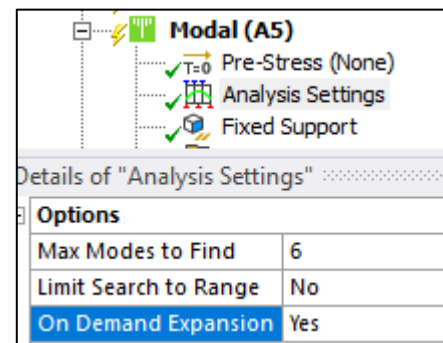 Modal (A5)
T=0 Pre-Stress (None)
Analysis Settings
Fixed Support
Details of "Analysis Settings"
Options
Max Modes to Find 6
Limit Search to Range No
On Demand Expansion Yes